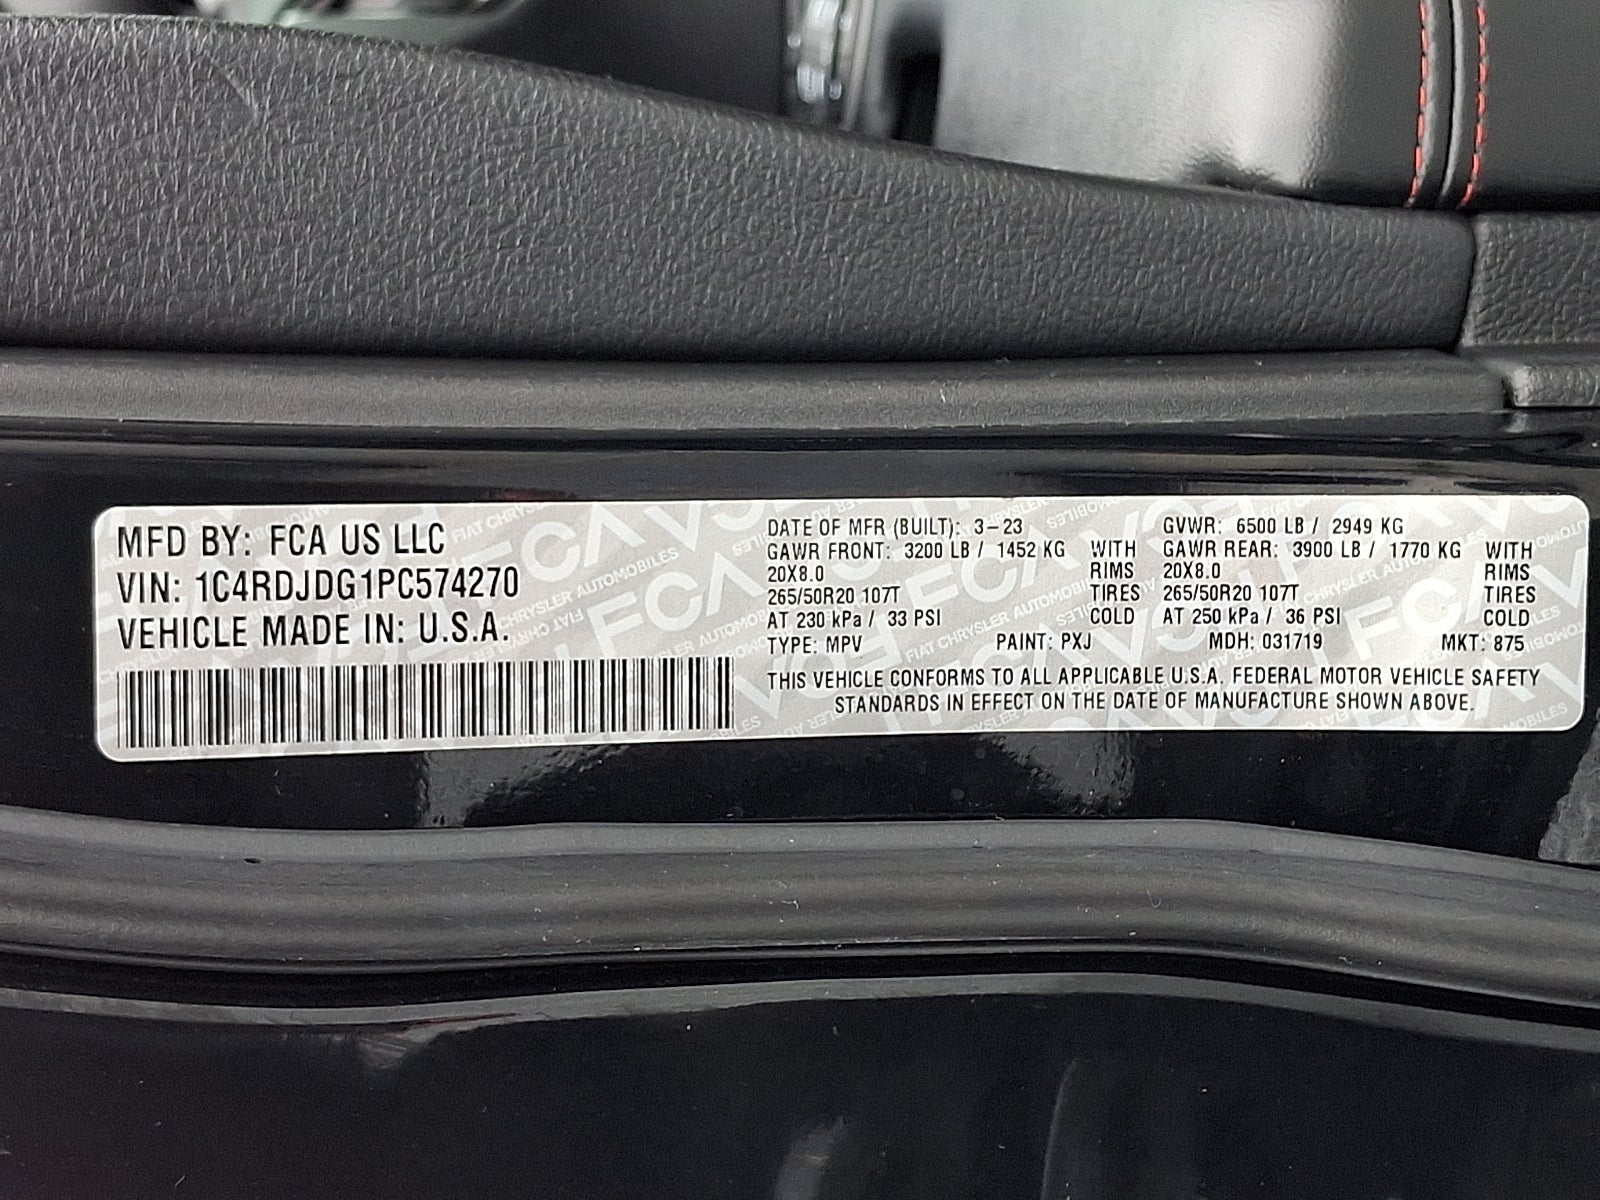 MFD BY: FCA US LLC
VIN: 1C4RDJDG1PC574270
VEHICLE MADE IN: U.S.A.
DATE OF MFR (BUILT): 3-23 GVWR: 6500 LB / 2949 KG
GAWR FRONT: 3200 LB / 1452 KG WITH GAWR REAR: 3900 LB / 1770 KG WITH
20X8.0 RIMS 20X8.0 RIMS
265/50R20 107T TIRES 265/50R20 107T TIRES
AT 230 kPa / 33 PSI COLD AT 250 kPa / 36 PSI COLD
TYPE: MPV PAINT: PXJ MDH: 031719 MKT: 875
THIS VEHICLE CONFORMS TO ALL APPLICABLE U.S.A. FEDERAL MOTOR VEHICLE SAFETY
STANDARDS IN EFFECT ON THE DATE OF MANUFACTURE SHOWN ABOVE.
FCA
FIAT CHRYSLER AUTOMOBILES